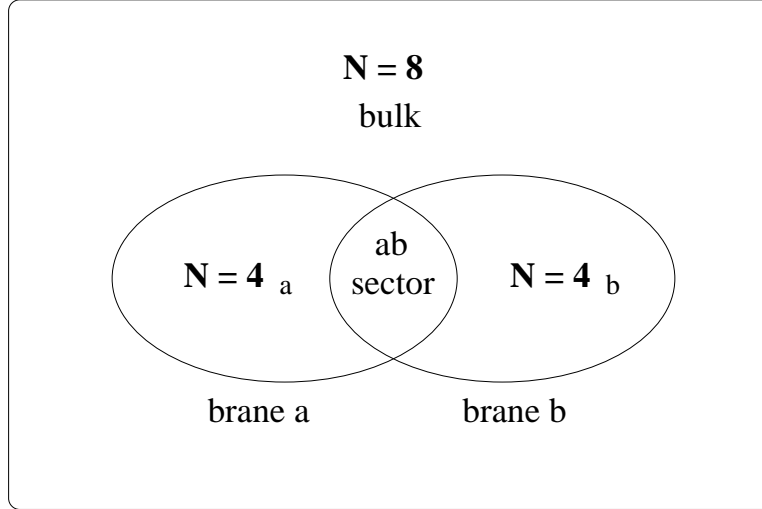 N = 8
bulk
ab
sector
N = 4 a
N = 4 b
brane a
brane b